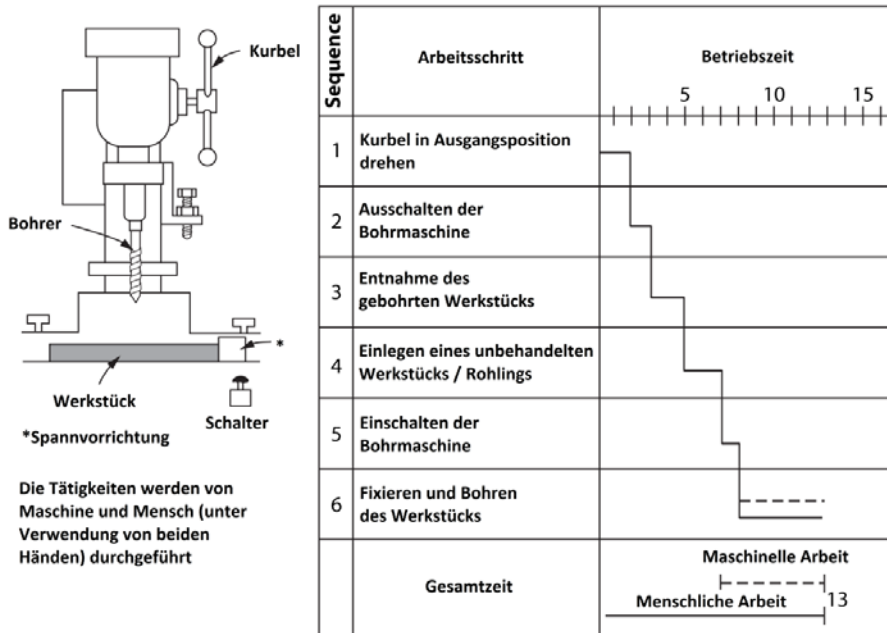 Kurbel
Bohrer
*
Werkstück
Schalter
*Spannvorrichtung
Die Tätigkeiten werden von
Maschine und Mensch (unter
Verwendung von beiden
Händen) durchgeführt
Sequence
Arbeitsschritt
Betriebszeit
5 10 15
1
Kurbel in Ausgangsposition
drehen
2
Ausschalten der
Bohrmaschine
3
Entnahme des
gebohrten Werkstücks
4
Einlegen eines unbehandelten
Werkstücks / Rohlings
5
Einschalten der
Bohrmaschine
6
Fixieren und Bohren
des Werkstücks
Gesamtzeit
Maschinelle Arbeit
Menschliche Arbeit 13